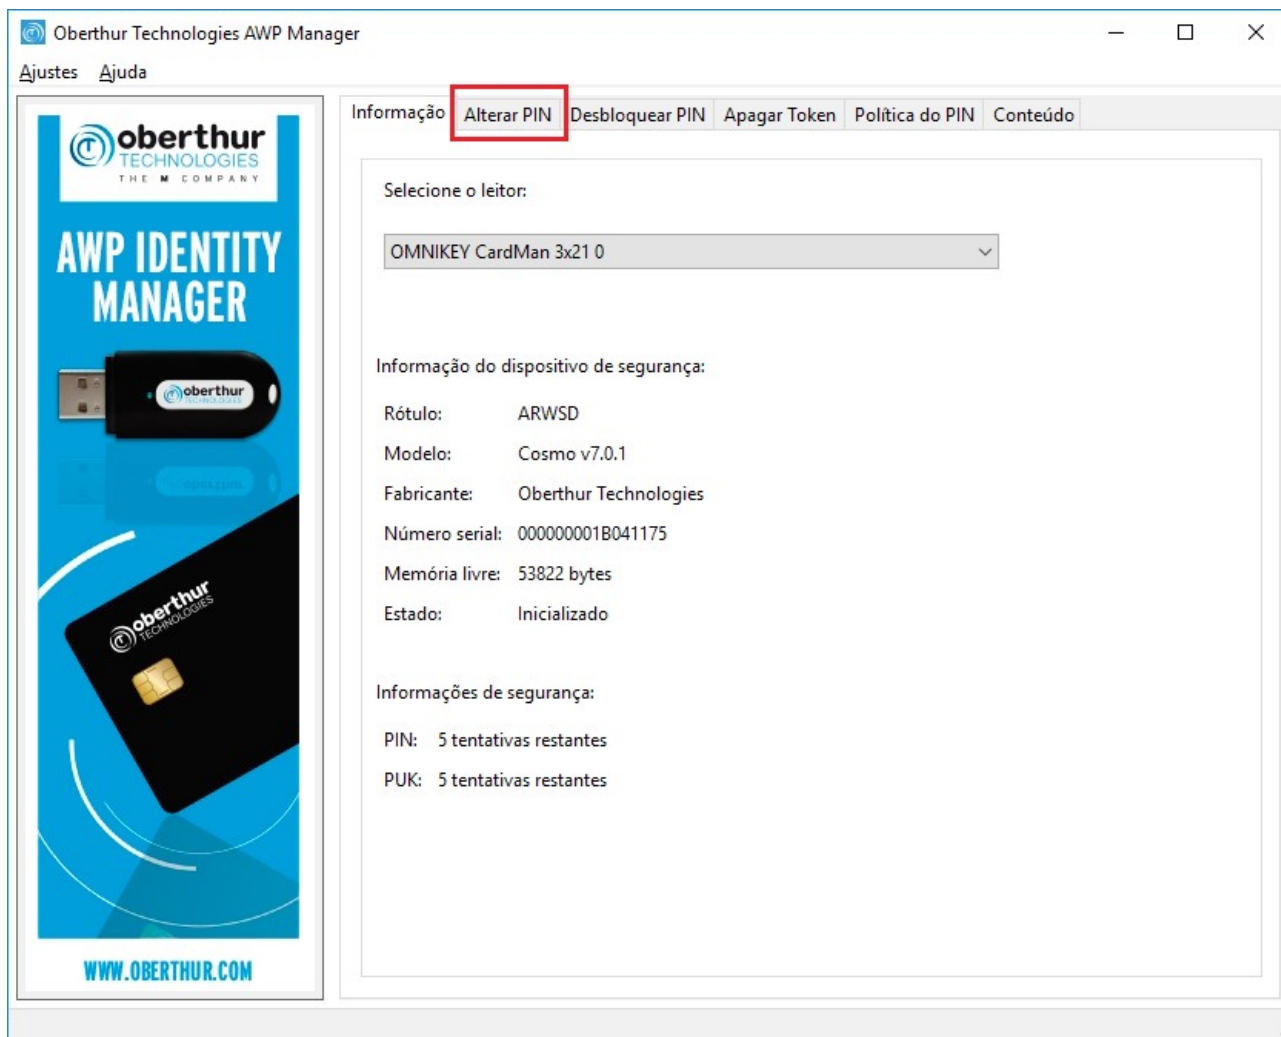 Oberthur Technologies AWP Manager
Ajustes Ajuda
oberthur
TECHNOLOGIES
THE M COMPANY
AWP IDENTITY
MANAGER
oberthur
TECHNOLOGIES
oberthur
TECHNOLOGIES
WWW.OBERTHUR.COM
Informação Alterar PIN Desbloquear PIN Apagar Token Política do PIN Conteúdo
Selecione o leitor:
OMNIKEY CardMan 3x21 0
Informação do dispositivo de segurança:
Rótulo: ARWSD
Modelo: Cosmo v7.0.1
Fabricante: Oberthur Technologies
Número serial: 000000001B041175
Memória livre: 53822 bytes
Estado: Inicializado
Informações de segurança:
PIN: 5 tentativas restantes
PUK: 5 tentativas restantes